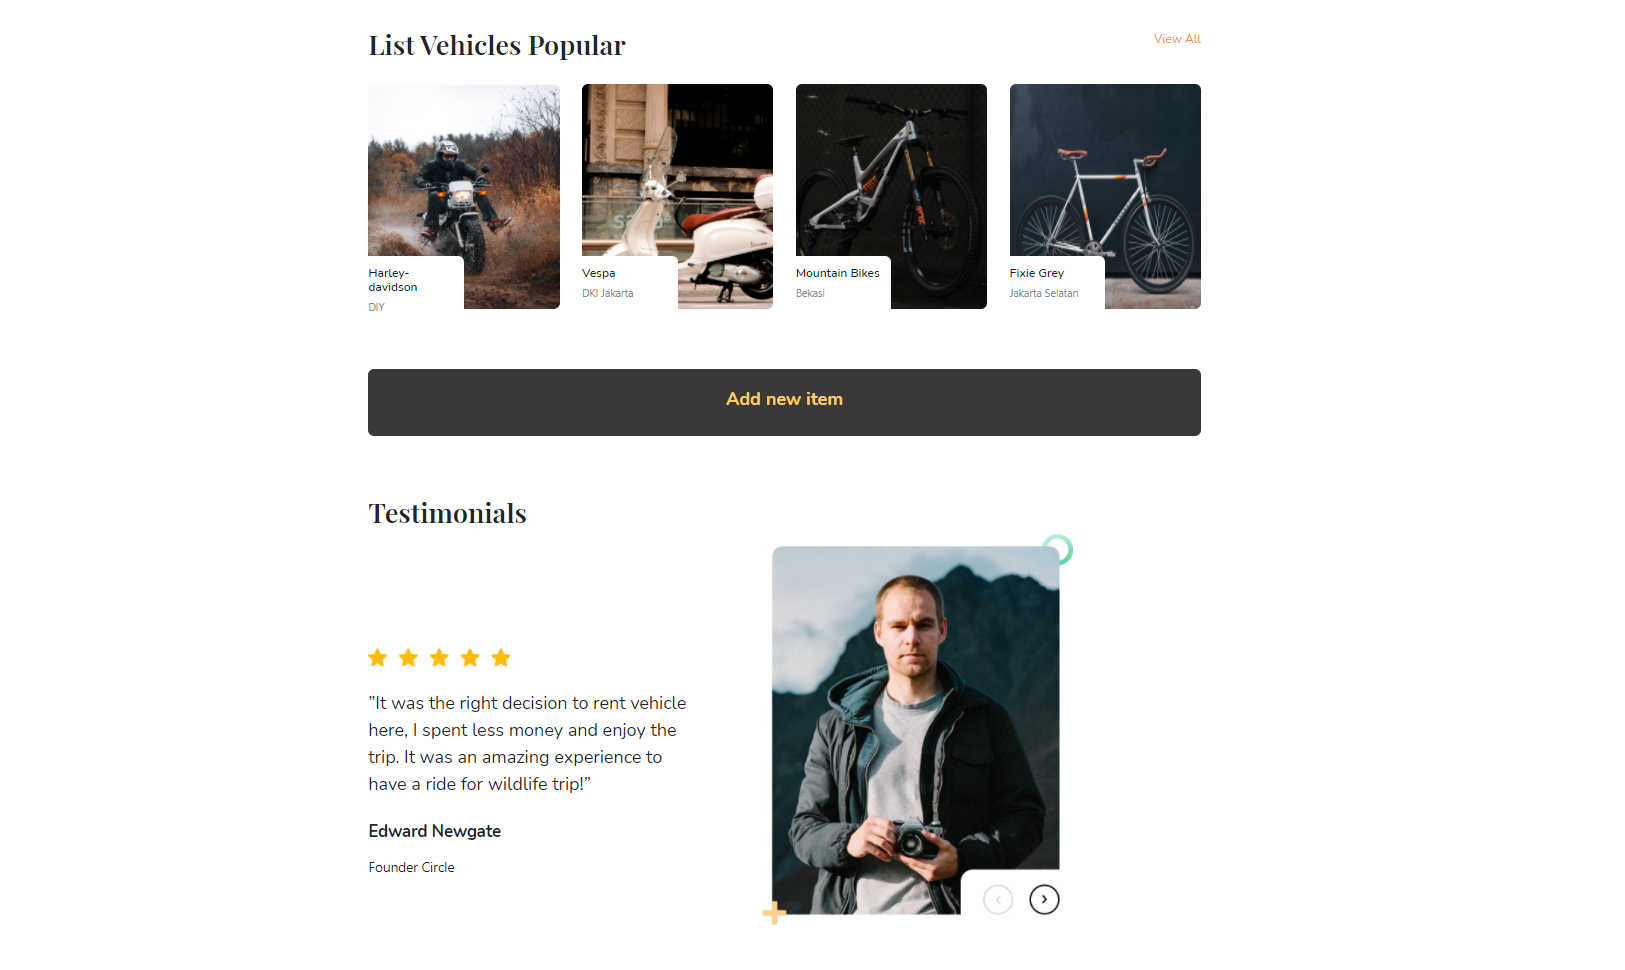 List Vehicles Popular
View All
Harley-
davidson
DIY
Vespa
DKI Jakarta
Mountain Bikes
Bekasi
Fixie Grey
Jakarta Selatan
Add new item
Testimonials
”It was the right decision to rent vehicle
here, I spent less money and enjoy the
trip. It was an amazing experience to
have a ride for wildlife trip!”
Edward Newgate
Founder Circle